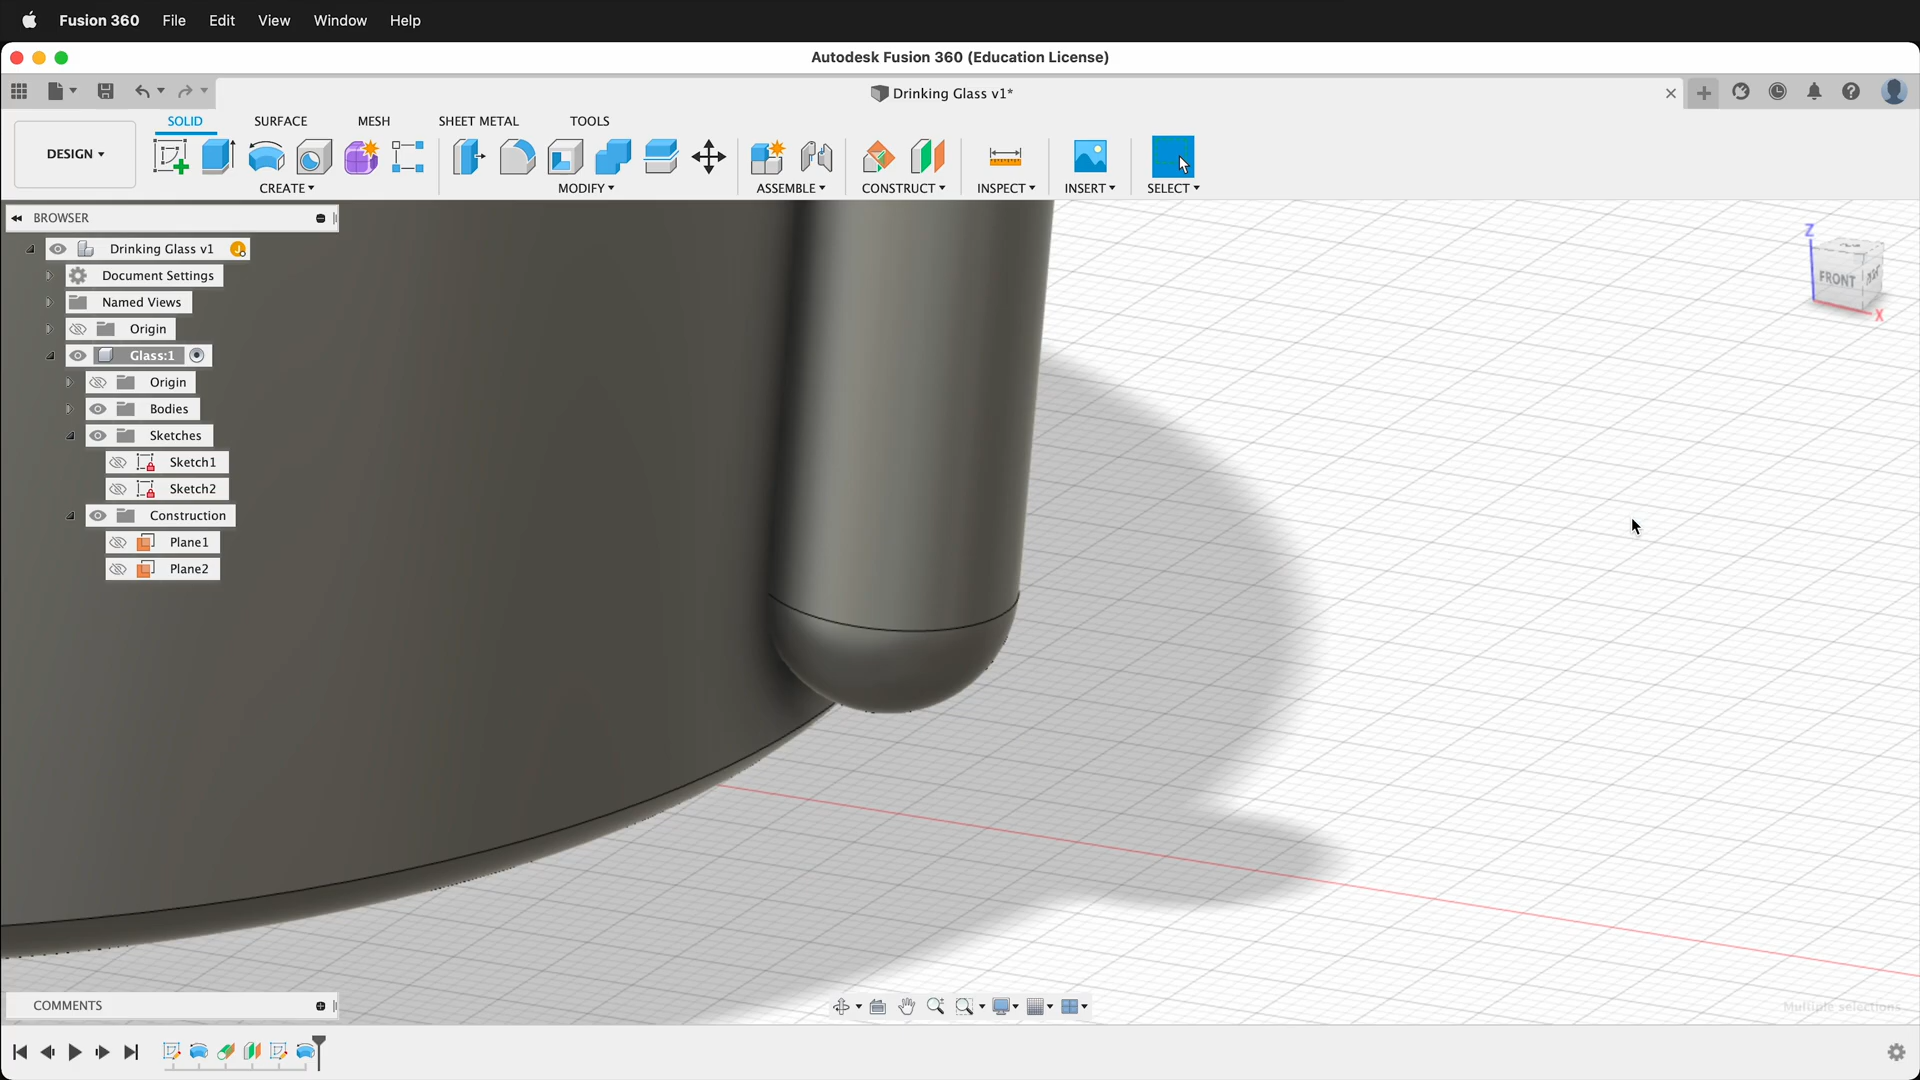 Fusion 360 File Edit View Window Help
Autodesk Fusion 360 (Education License)
Drinking Glass v1*
SOLID SURFACE MESH SHEET METAL TOOLS
DESIGN
CREATE MODIFY ASSEMBLE CONSTRUCT INSPECT INSERT SELECT
BROWSER
Drinking Glass v1
Document Settings
Named Views
Origin
Glass:1
Origin
Bodies
Sketches
Sketch1
Sketch2
Construction
Plane1
Plane2
Z
FRONT
X
COMMENTS
Multiple selections